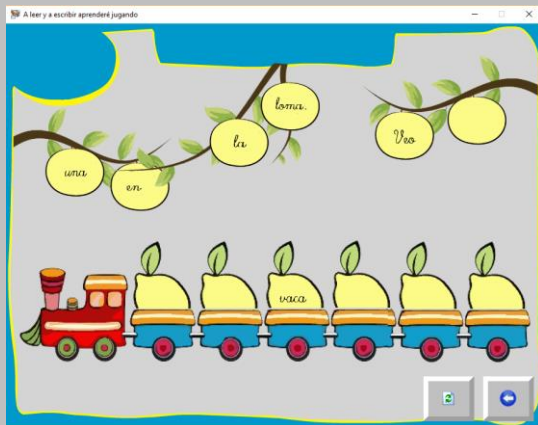 A leer y a escribir aprenderé jugando
loma.
la
Veo
una
en
vaca